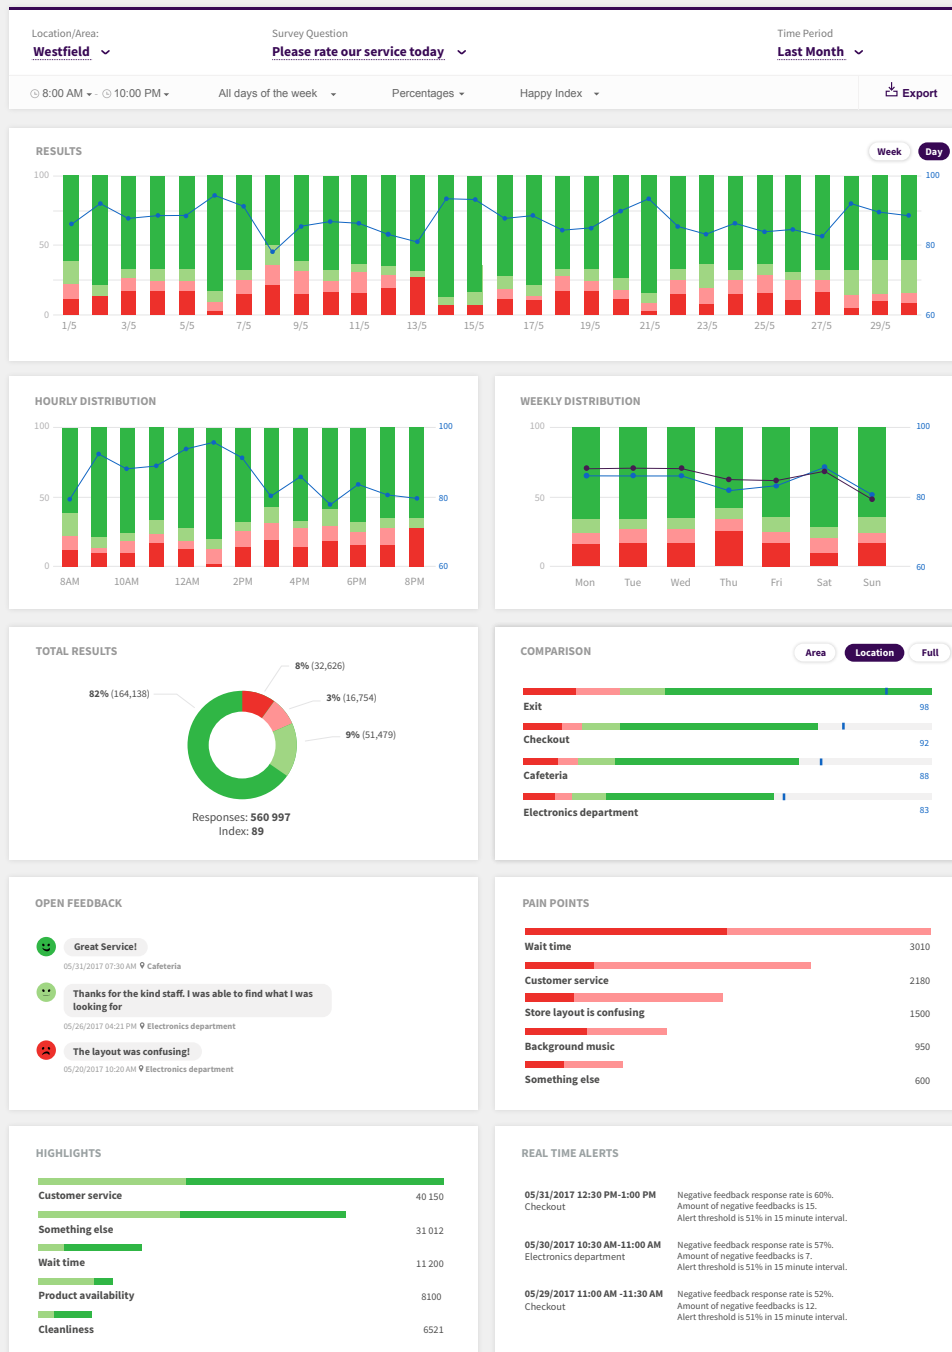 Location/Area:
Survey Question
Time Period
Westfield
Please rate our service today
Last Month
8:00 AM - 10:00 PM
All days of the week
Percentages
Happy Index
Export
RESULTS
Week
Day
100
100
50
80
0
60
1/5 3/5 5/5 7/5 9/5 11/5 13/5 15/5 17/5 19/5 21/5 23/5 25/5 27/5 29/5
HOURLY DISTRIBUTION
100
100
50
80
0
60
8AM 10AM 12AM 2PM 4PM 6PM 8PM
WEEKLY DISTRIBUTION
100
100
50
80
0
60
Mon Tue Wed Thu Fri Sat Sun
TOTAL RESULTS
8% (32,626)
82% (164,138)
3% (16,754)
9% (51,479)
Responses: 560 997
Index: 89
COMPARISON
Area
Location
Full
Exit
98
Checkout
92
Cafeteria
88
Electronics department
83
OPEN FEEDBACK
Great Service!
05/31/2017 07:30 AM Cafeteria
Thanks for the kind staff. I was able to find what I was
looking for
05/26/2017 04:21 PM Electronics department
The layout was confusing!
05/20/2017 10:20 AM Electronics department
PAIN POINTS
Wait time
3010
Customer service
2180
Store layout is confusing
1500
Background music
950
Something else
600
HIGHLIGHTS
Customer service
40 150
Something else
31 012
Wait time
11 200
Product availability
8100
Cleanliness
6521
REAL TIME ALERTS
05/31/2017 12:30 PM-1:00 PM
Checkout
Negative feedback response rate is 60%.
Amount of negative feedbacks is 15.
Alert threshold is 51% in 15 minute interval.
05/30/2017 10:30 AM-11:00 AM
Electronics department
Negative feedback response rate is 57%.
Amount of negative feedbacks is 7.
Alert threshold is 51% in 15 minute interval.
05/29/2017 11:00 AM -11:30 AM
Checkout
Negative feedback response rate is 52%.
Amount of negative feedbacks is 12.
Alert threshold is 51% in 15 minute interval.